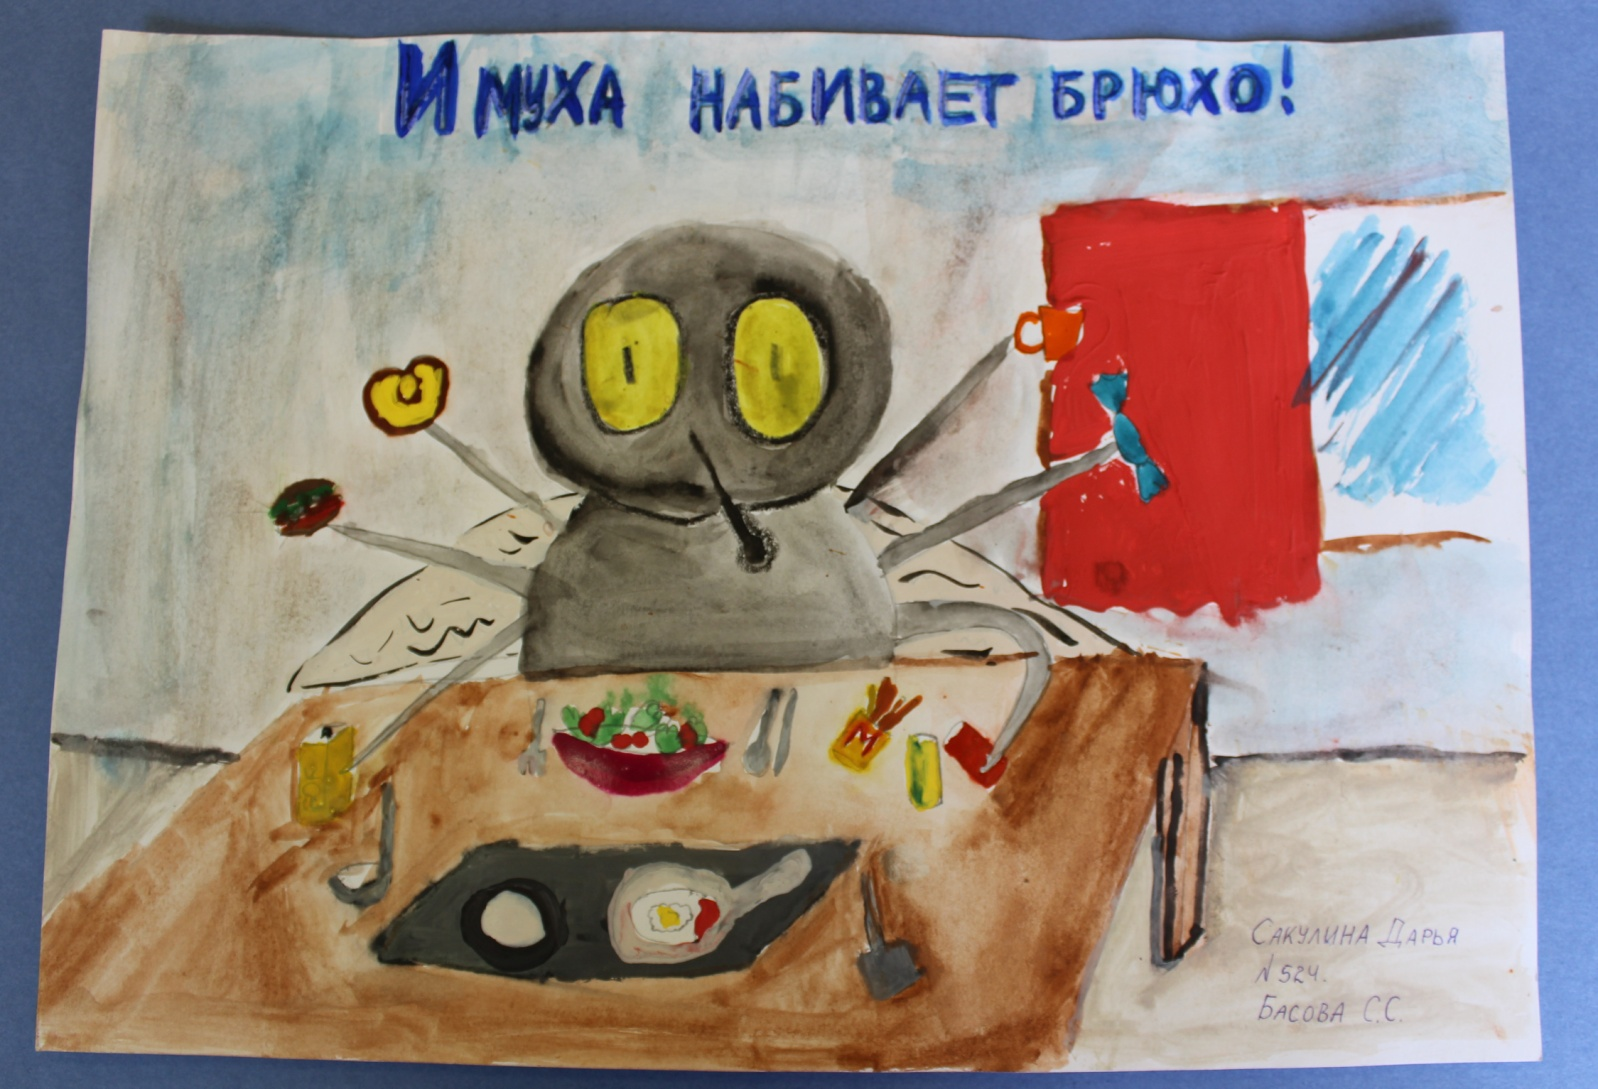 И МУХА НАБИВАЕТ БРЮХО!
М
САКУЛИНА ДАРЬЯ
N 524.
БАСОВА С.С.